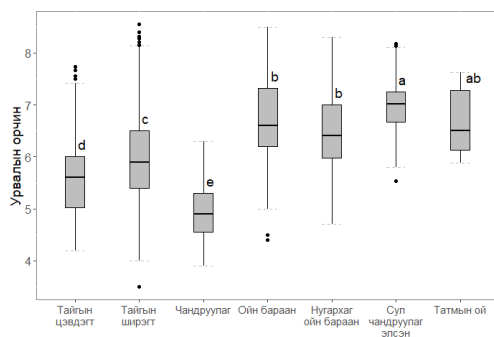 Урвалын орчин
8
7
6
5
4
d
c
e
b
b
a
ab
Тайгын
цэвдэгт
Тайгын
ширэгт
Чандруулаг
Ойн бараан
Нугархаг
ойн бараан
Сул
чандруулаг
элсэн
Татмын ой